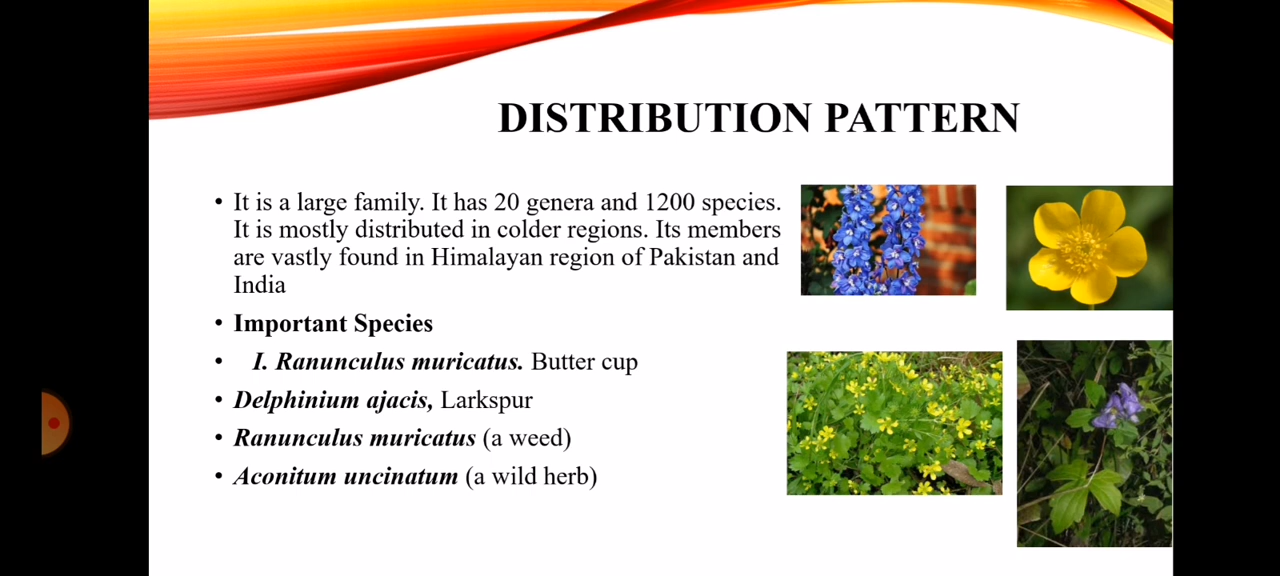 DISTRIBUTION PATTERN
• It is a large family. It has 20 genera and 1200 species.
It is mostly distributed in colder regions. Its members
are vastly found in Himalayan region of Pakistan and
India
• Important Species
• I. Ranunculus muricatus. Butter cup
• Delphinium ajacis, Larkspur
• Ranunculus muricatus (a weed)
• Aconitum uncinatum (a wild herb)